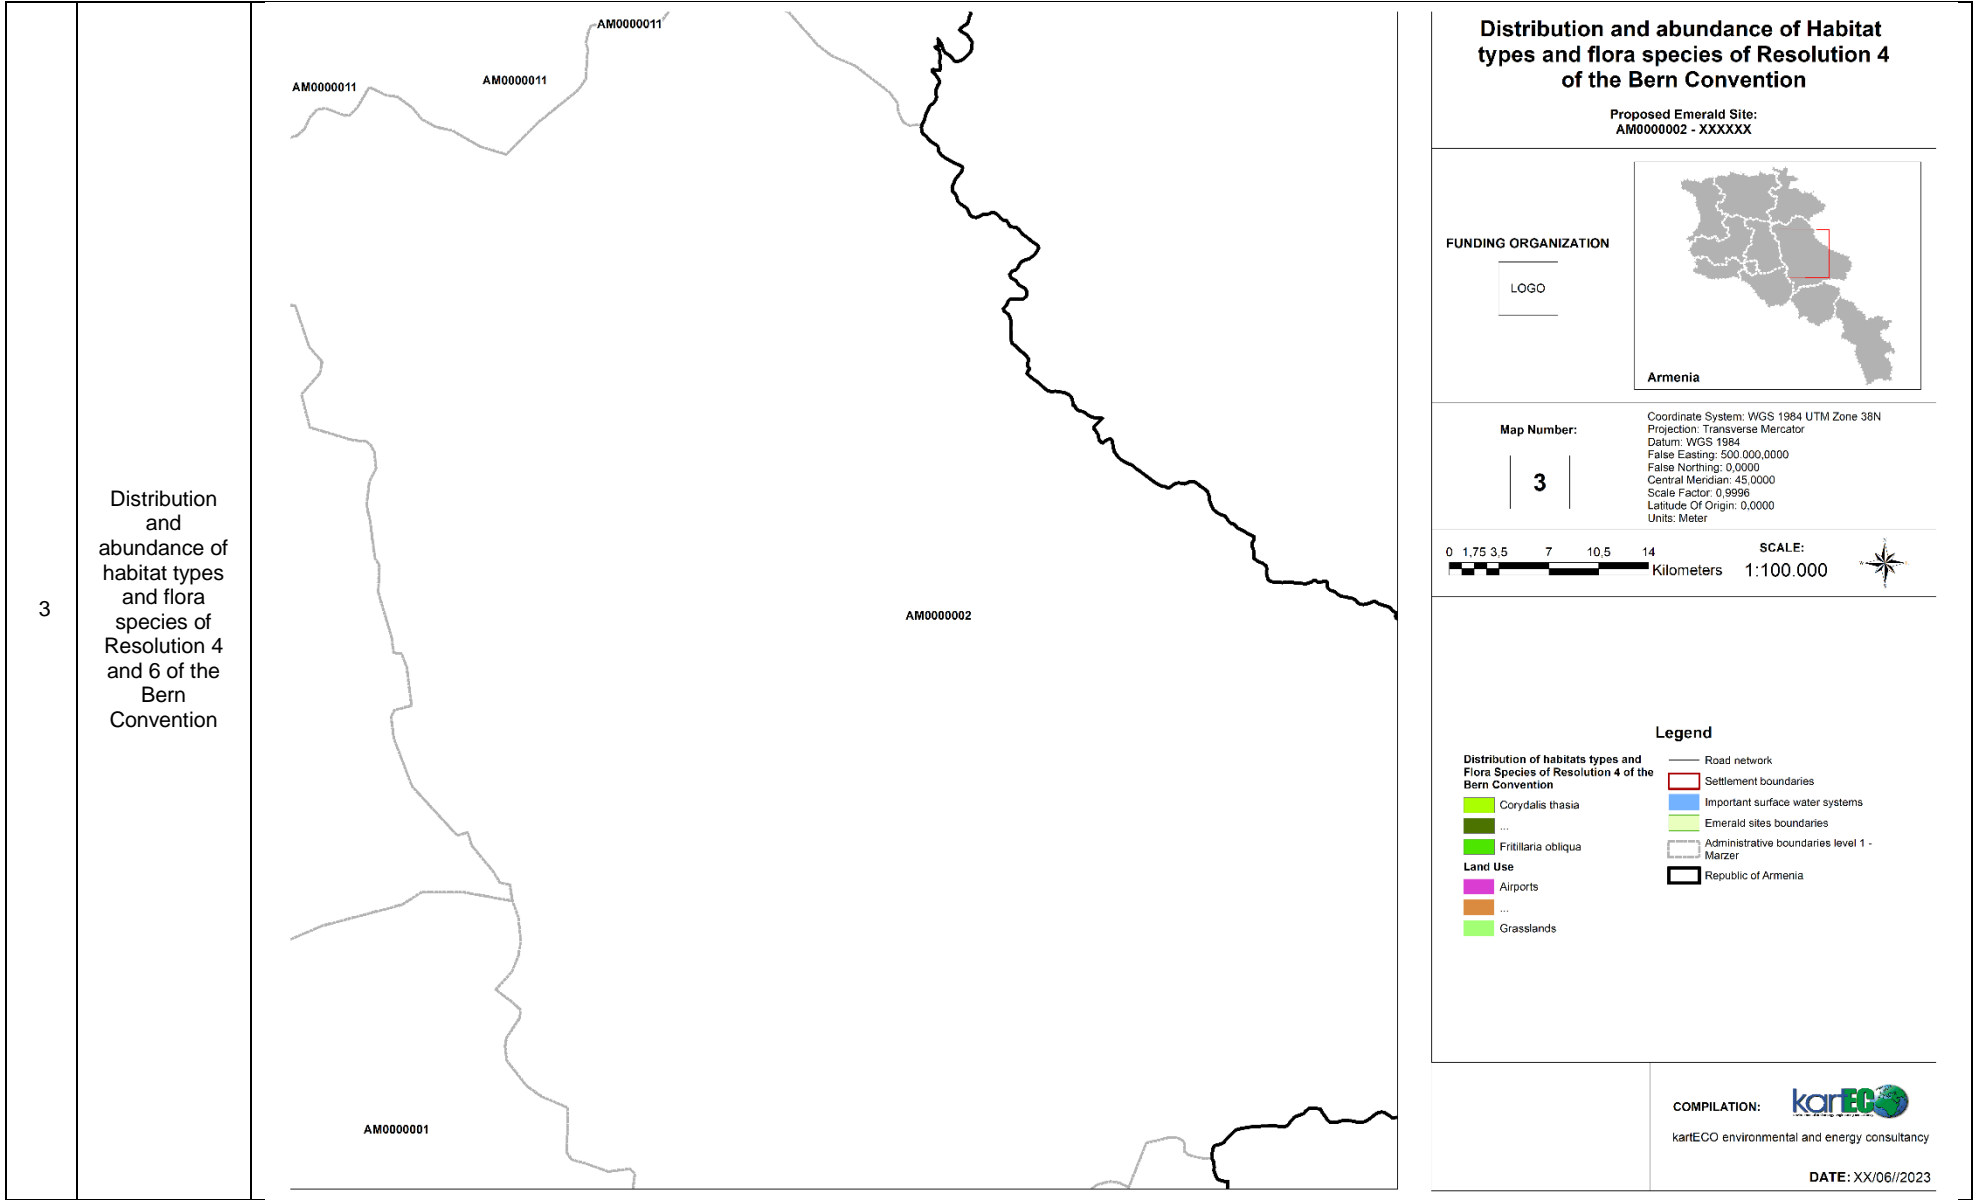 3
Distribution
and
abundance of
habitat types
and flora
species of
Resolution 4
and 6 of the
Bern
Convention
AM0000011
AM0000011
AM0000011
AM0000002
AM0000001
Distribution and abundance of Habitat
types and flora species of Resolution 4
of the Bern Convention
Proposed Emerald Site:
AM0000002 - XXXXXX
FUNDING ORGANIZATION
LOGO
Armenia
Map Number:
3
Coordinate System: WGS 1984 UTM Zone 38N
Projection: Transverse Mercator
Datum: WGS 1984
False Easting: 500.000,0000
False Northing: 0,0000
Central Meridian: 45,0000
Scale Factor: 0,9996
Latitude Of Origin: 0,0000
Units: Meter
0 1,75 3,5 7 10,5 14
Kilometers
SCALE:
1:100.000
Legend
Distribution of habitats types and
Flora Species of Resolution 4 of the
Bern Convention
Corydalis thasia
...
Fritillaria obliqua
Land Use
Airports
...
Grasslands
Road network
Settlement boundaries
Important surface water systems
Emerald sites boundaries
Administrative boundaries level 1 -
Marzer
Republic of Armenia
COMPILATION:
kartECO
kartECO environmental and energy consultancy
DATE: XX/06//2023